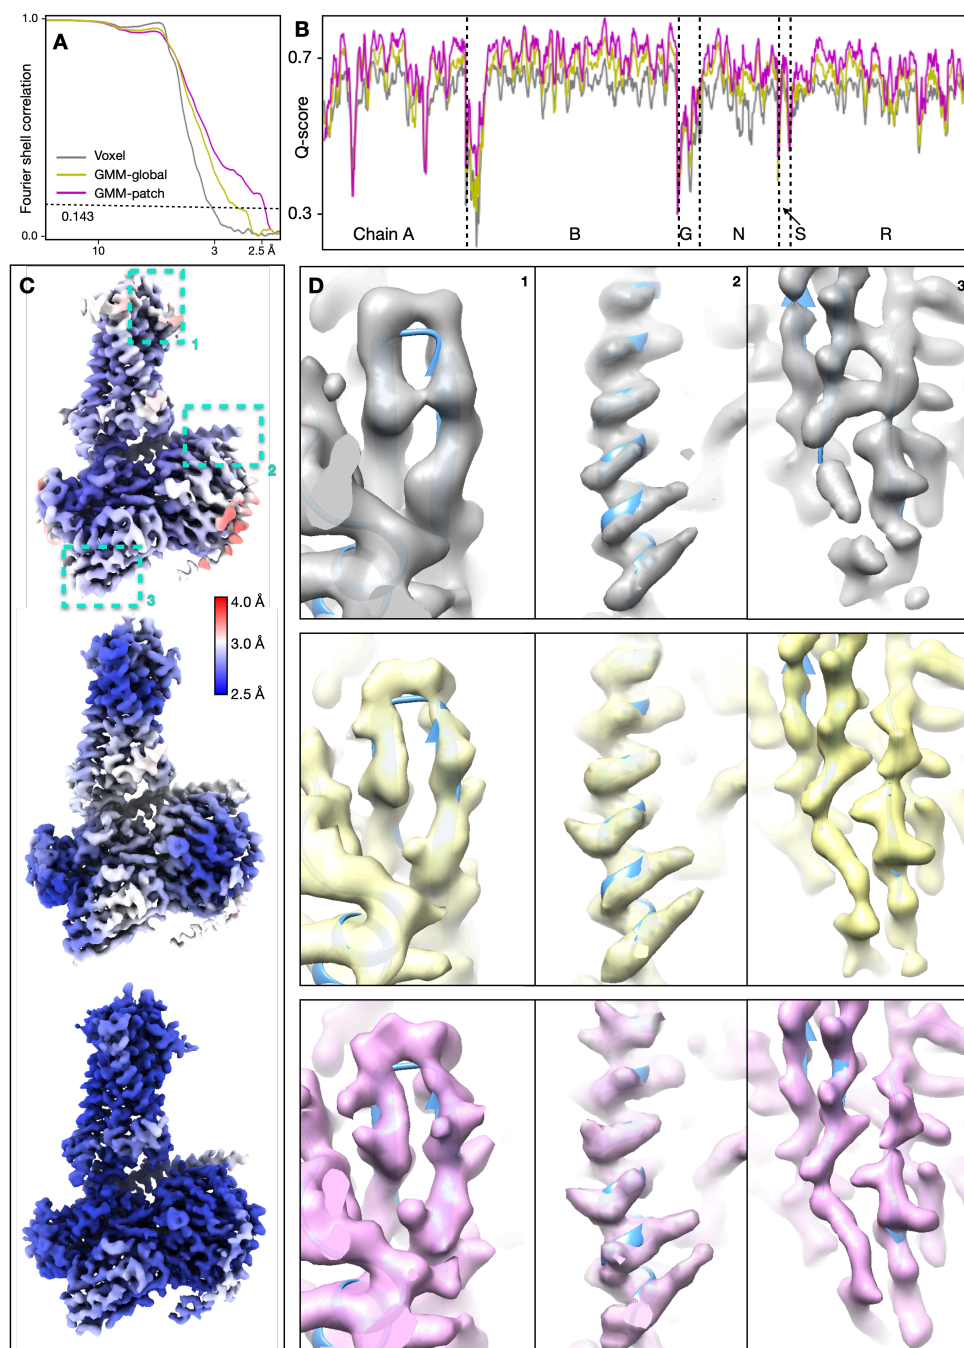 A
1.0
Fourier shell correlation
Voxel
GMM-global
GMM-patch
0.143
0.0
10
3
2.5 Å
B
0.7
Q-score
0.3
Chain A
B
G
N
S
R
C
1
2
3
4.0 Å
3.0 Å
2.5 Å
D
1
2
3